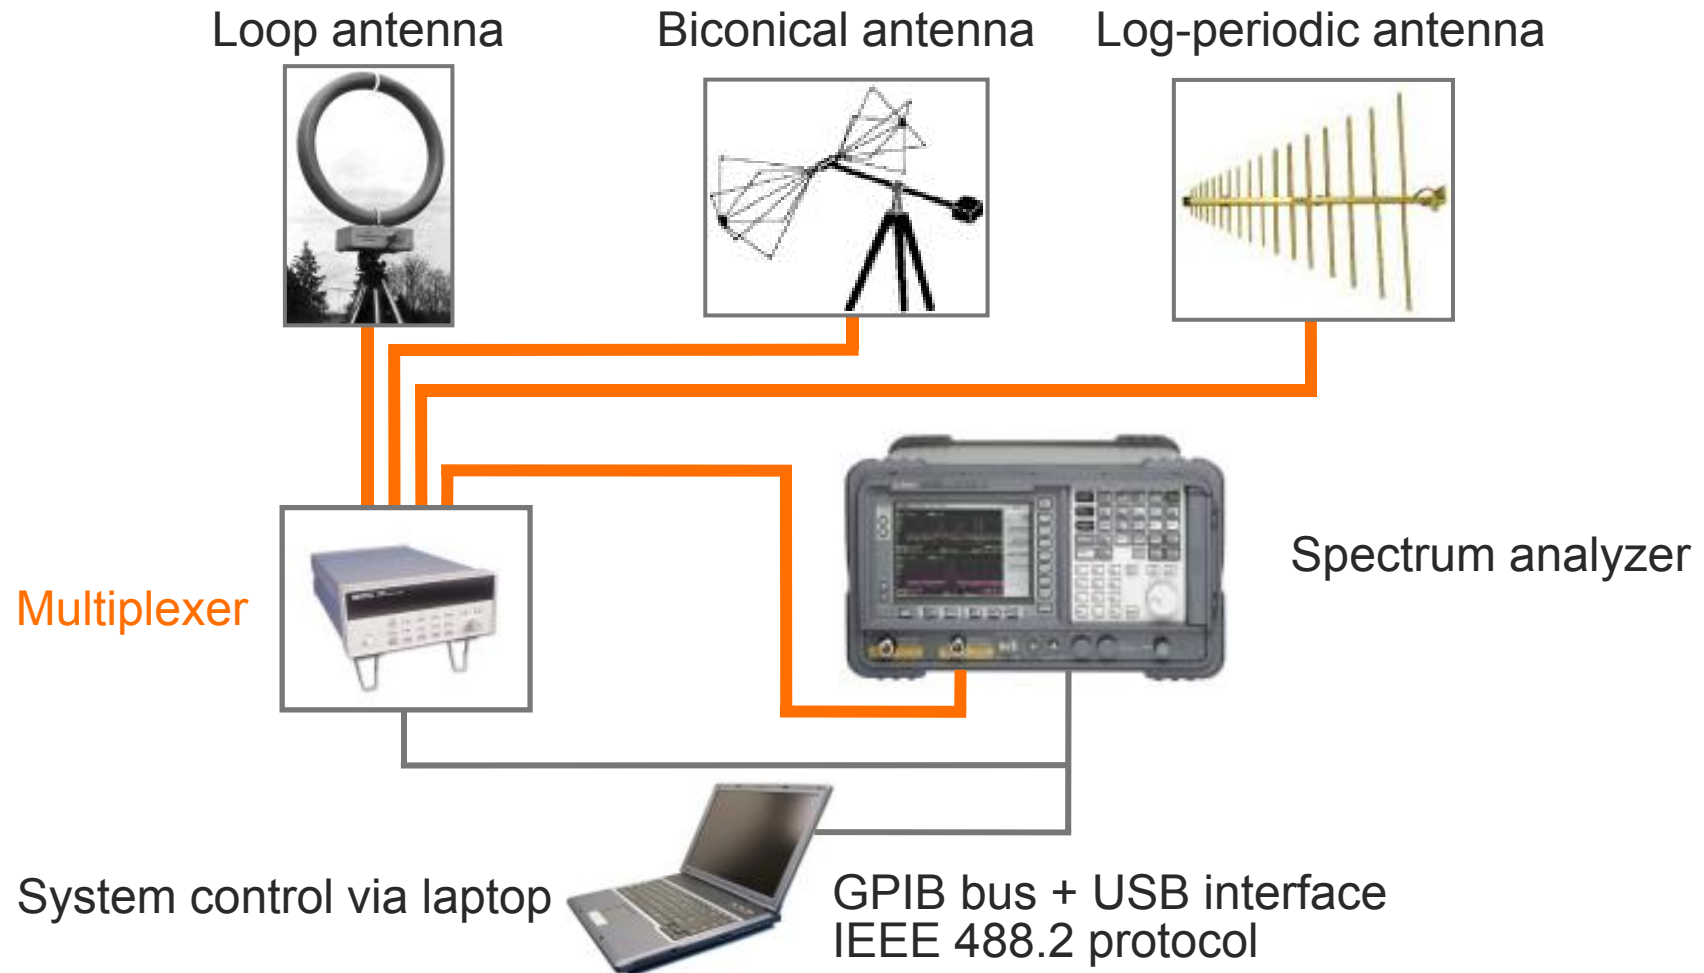 Loop antenna
Biconical antenna
Log-periodic antenna
Spectrum analyzer
Multiplexer
System control via laptop
GPIB bus + USB interface
IEEE 488.2 protocol